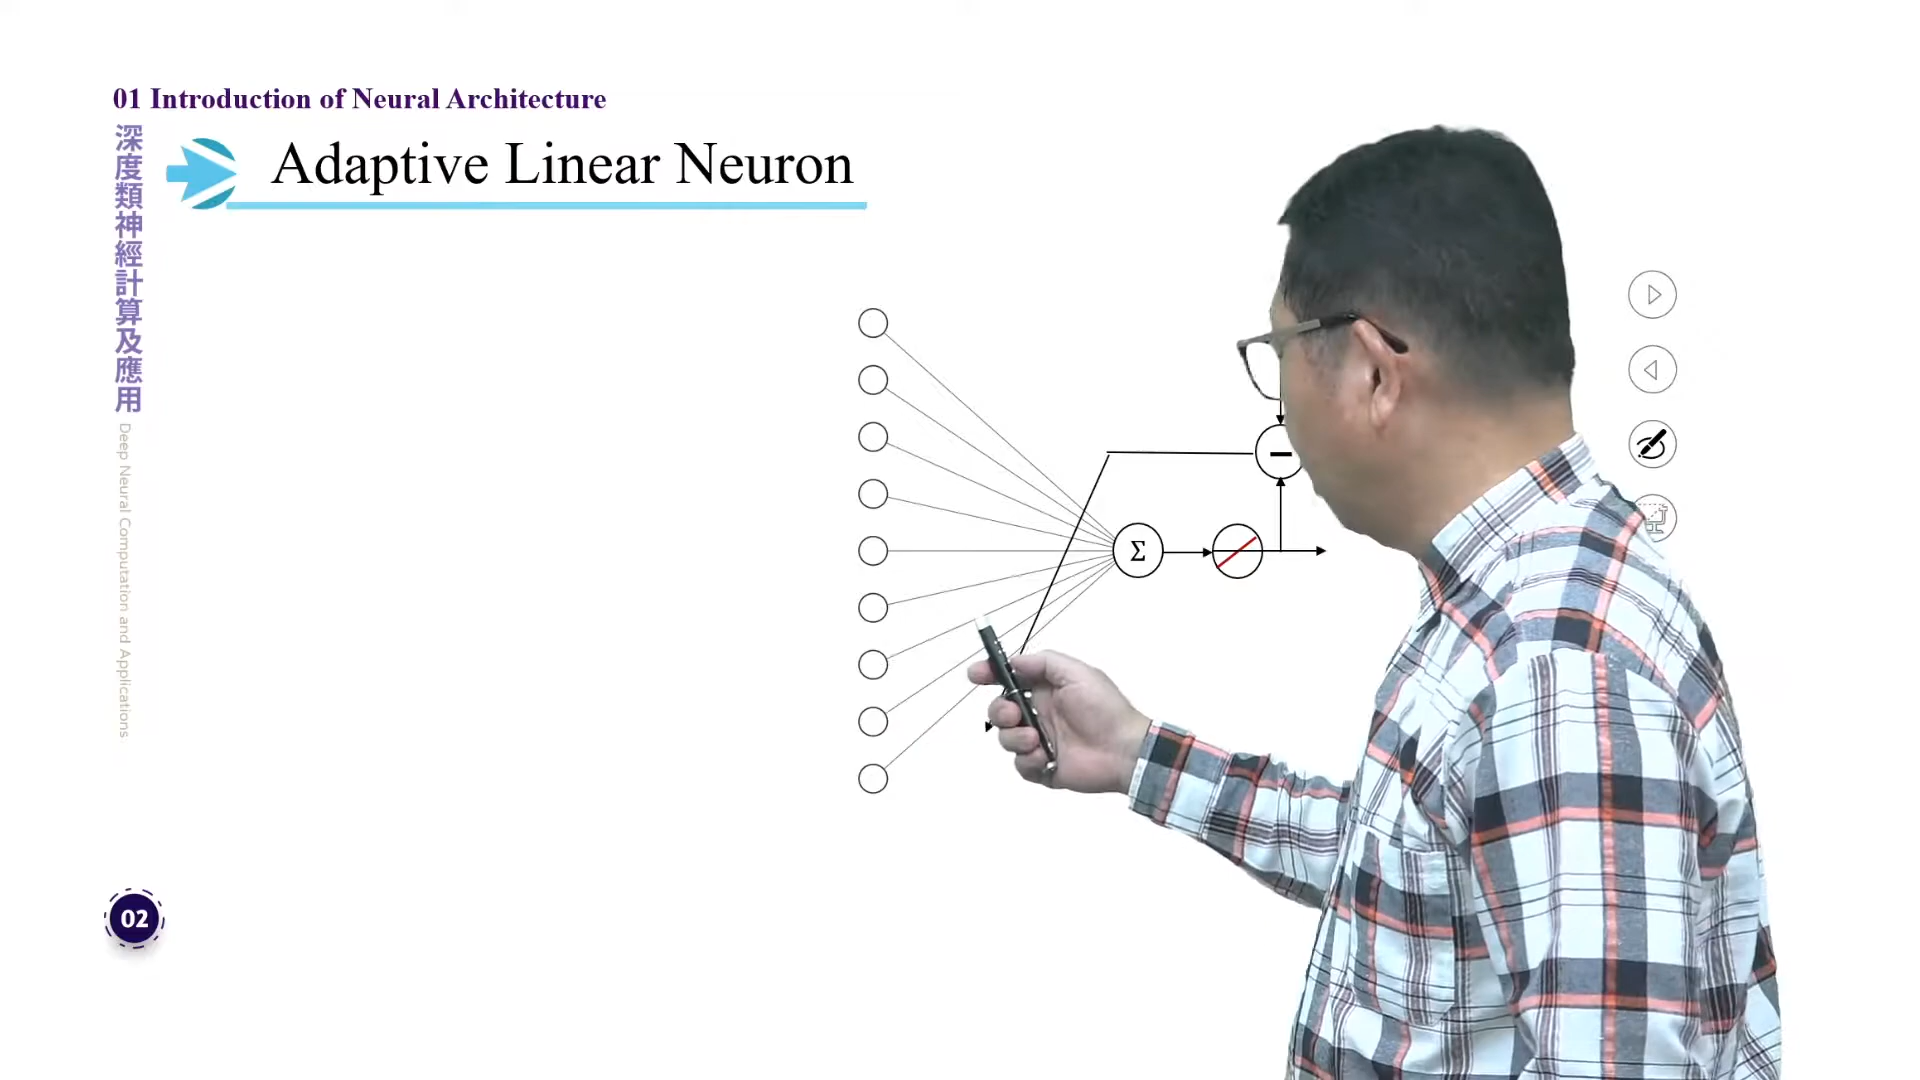 01 Introduction of Neural Architecture
深度類神經計算及應用
Deep Neural Computation and Applications
Adaptive Linear Neuron
Σ
−
02